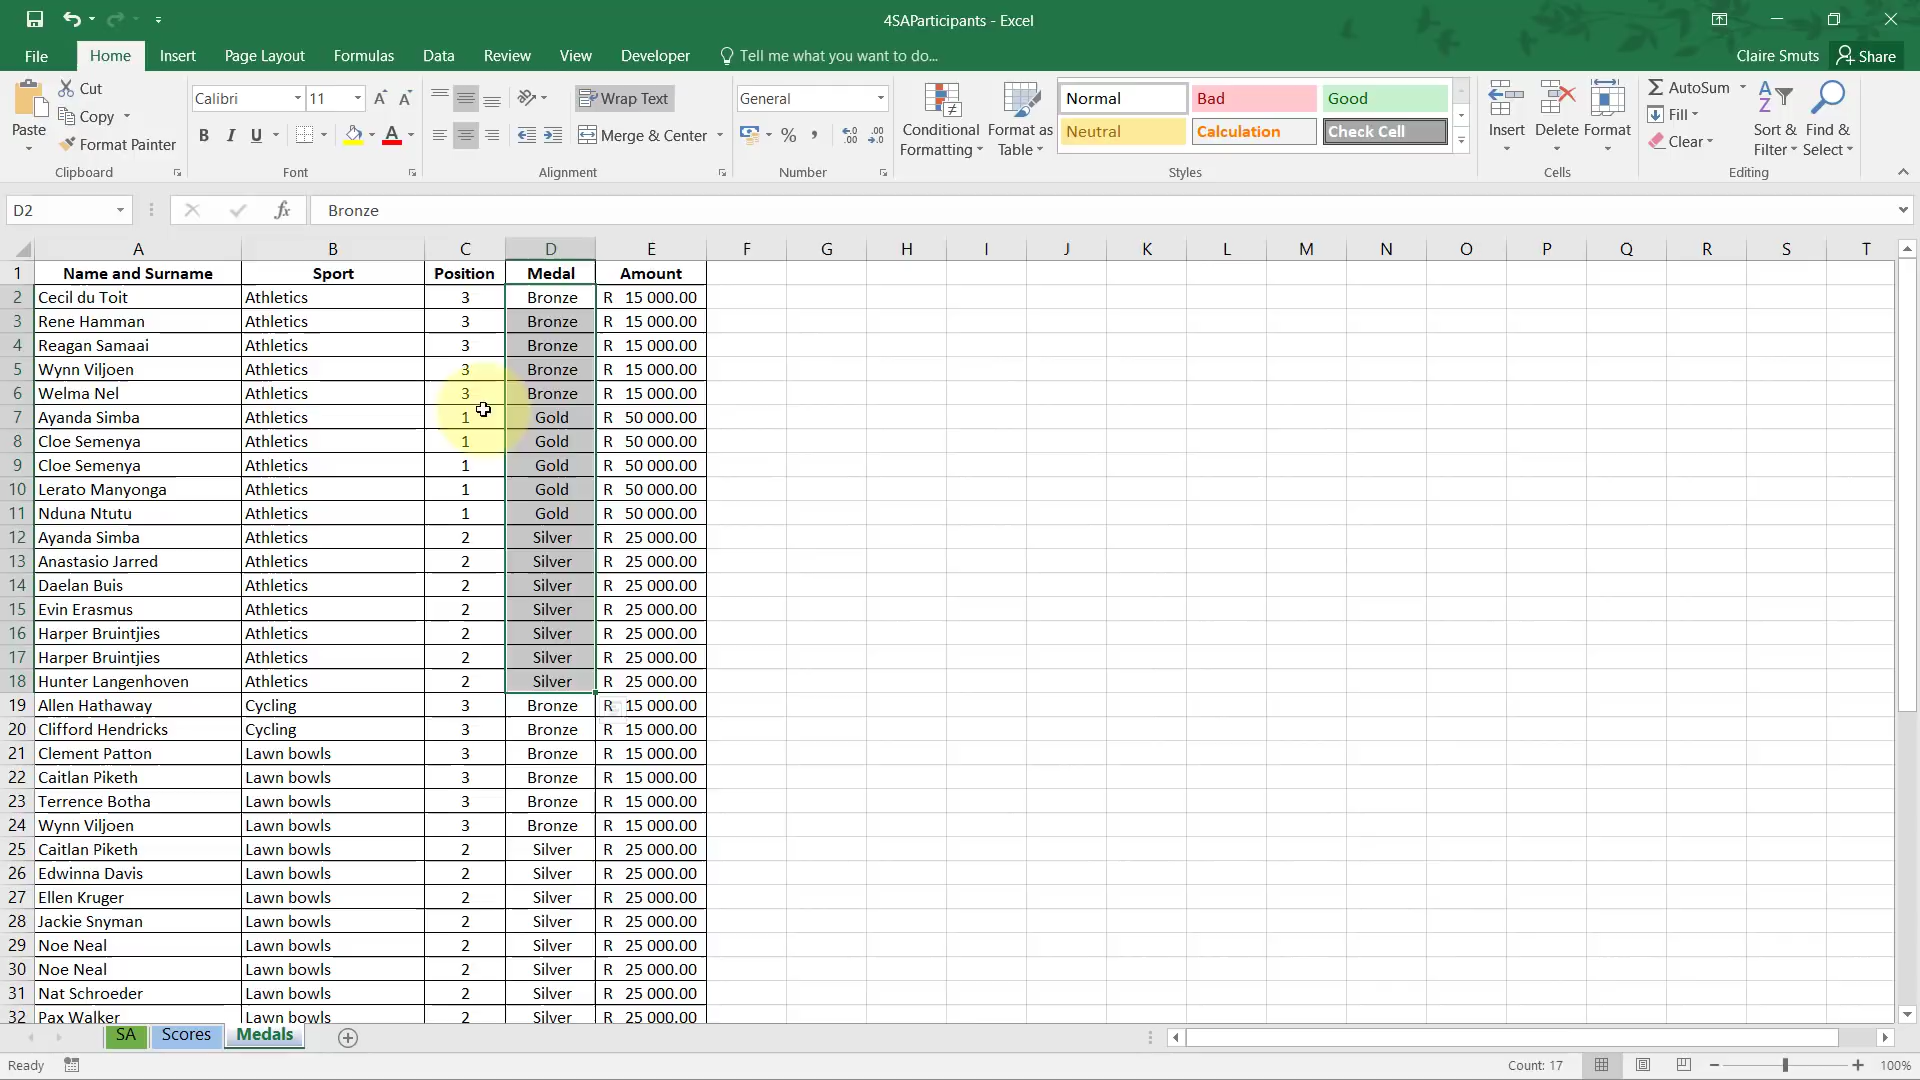 4SAParticipants - Excel
File Home Insert Page Layout Formulas Data Review View Developer Tell me what you want to do... Claire Smuts Share
Paste Cut Copy Format Painter Clipboard
Calibri 11 A A B I U A Font
Wrap Text Merge & Center Alignment
General % , Number
Conditional Formatting Format as Table Normal Bad Good Neutral Calculation Check Cell Styles
Insert Delete Format Cells
AutoSum Fill Clear Sort & Filter Find & Select Editing
D2 fx Bronze
A B C D E F G H I J K L M N O P Q R S T
1 Name and Surname Sport Position Medal Amount
2 Cecil du Toit Athletics 3 Bronze R 15 000.00
3 Rene Hamman Athletics 3 Bronze R 15 000.00
4 Reagan Samaai Athletics 3 Bronze R 15 000.00
5 Wynn Viljoen Athletics 3 Bronze R 15 000.00
6 Welma Nel Athletics 3 Bronze R 15 000.00
7 Ayanda Simba Athletics 1 Gold R 50 000.00
8 Cloe Semenya Athletics 1 Gold R 50 000.00
9 Cloe Semenya Athletics 1 Gold R 50 000.00
10 Lerato Manyonga Athletics 1 Gold R 50 000.00
11 Nduna Ntutu Athletics 1 Gold R 50 000.00
12 Ayanda Simba Athletics 2 Silver R 25 000.00
13 Anastasio Jarred Athletics 2 Silver R 25 000.00
14 Daelan Buis Athletics 2 Silver R 25 000.00
15 Evin Erasmus Athletics 2 Silver R 25 000.00
16 Harper Bruintjies Athletics 2 Silver R 25 000.00
17 Harper Bruintjies Athletics 2 Silver R 25 000.00
18 Hunter Langenhoven Athletics 2 Silver R 25 000.00
19 Allen Hathaway Cycling 3 Bronze R 15 000.00
20 Clifford Hendricks Cycling 3 Bronze R 15 000.00
21 Clement Patton Lawn bowls 3 Bronze R 15 000.00
22 Caitlan Piketh Lawn bowls 3 Bronze R 15 000.00
23 Terrence Botha Lawn bowls 3 Bronze R 15 000.00
24 Wynn Viljoen Lawn bowls 3 Bronze R 15 000.00
25 Caitlan Piketh Lawn bowls 2 Silver R 25 000.00
26 Edwinna Davis Lawn bowls 2 Silver R 25 000.00
27 Ellen Kruger Lawn bowls 2 Silver R 25 000.00
28 Jackie Snyman Lawn bowls 2 Silver R 25 000.00
29 Noe Neal Lawn bowls 2 Silver R 25 000.00
30 Noe Neal Lawn bowls 2 Silver R 25 000.00
31 Nat Schroeder Lawn bowls 2 Silver R 25 000.00
32 Pax Walker Lawn bowls 2 Silver R 25 000.00
SA Scores Medals
Ready Count: 17 100%